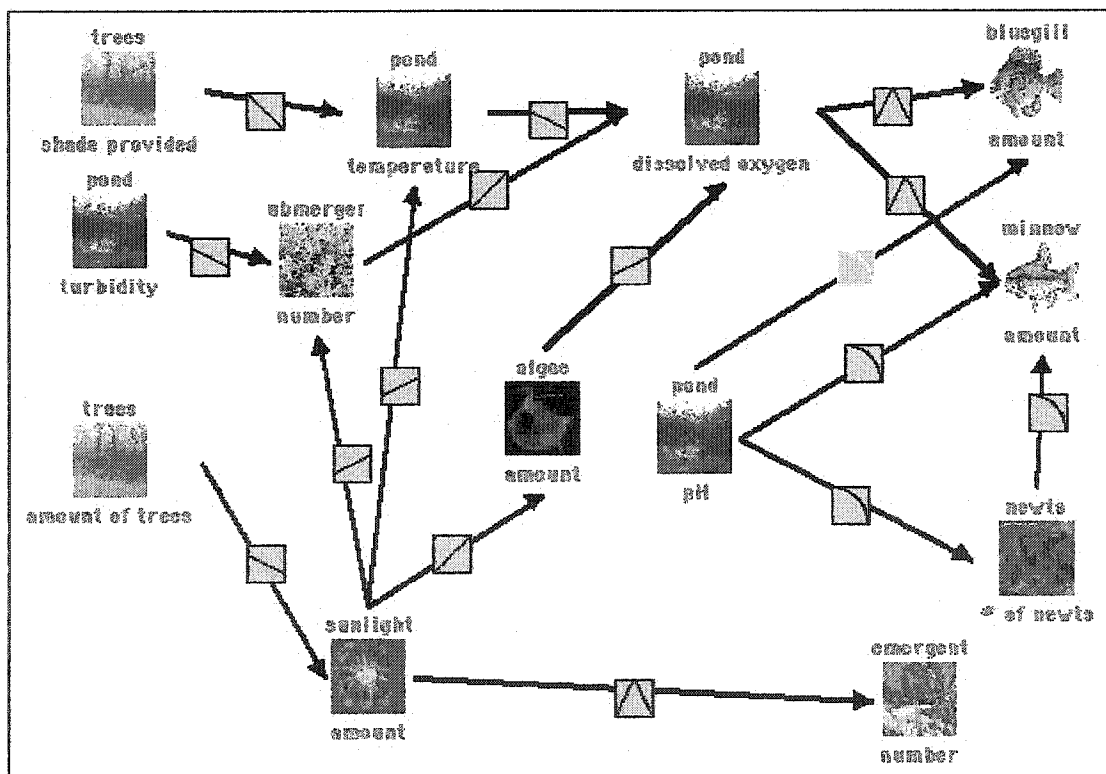 trees
shade provided
pond
temperature
pond
dissolved oxygen
bluegill
amount
pond
turbidity
submerger
number
minnow
amount
trees
amount of trees
algae
amount
pond
pH
newts
# of newts
sunlight
amount
emergent
number